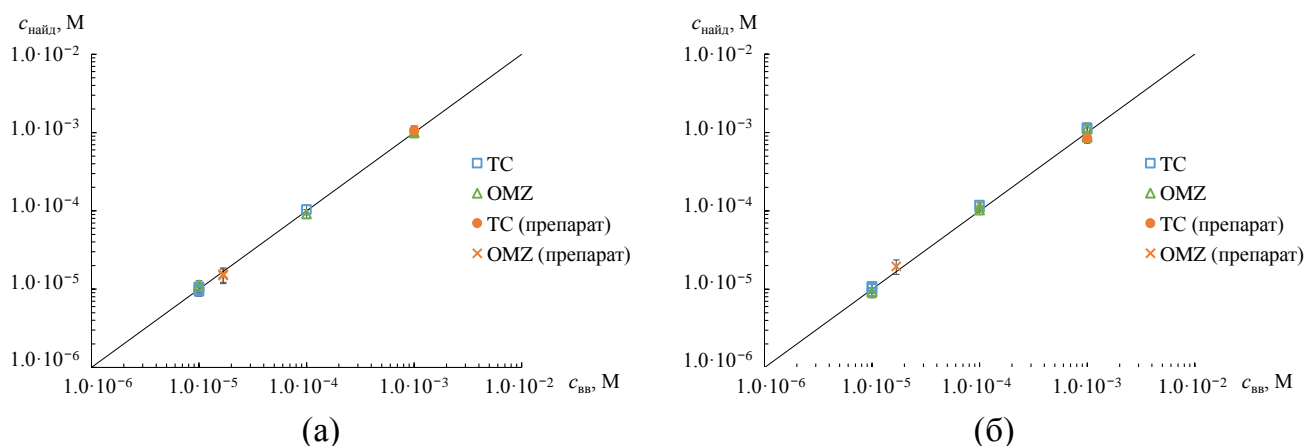 c найд, М
1.0·10⁻²
1.0·10⁻³
1.0·10⁻⁴
1.0·10⁻⁵
1.0·10⁻⁶
1.0·10⁻⁶ 1.0·10⁻⁵ 1.0·10⁻⁴ 1.0·10⁻³ 1.0·10⁻² c вв, М
TC
OMZ
TC (препарат)
OMZ (препарат)
(а)
c найд, М
1.0·10⁻²
1.0·10⁻³
1.0·10⁻⁴
1.0·10⁻⁵
1.0·10⁻⁶
1.0·10⁻⁶ 1.0·10⁻⁵ 1.0·10⁻⁴ 1.0·10⁻³ 1.0·10⁻² c вв, М
TC
OMZ
TC (препарат)
OMZ (препарат)
(б)